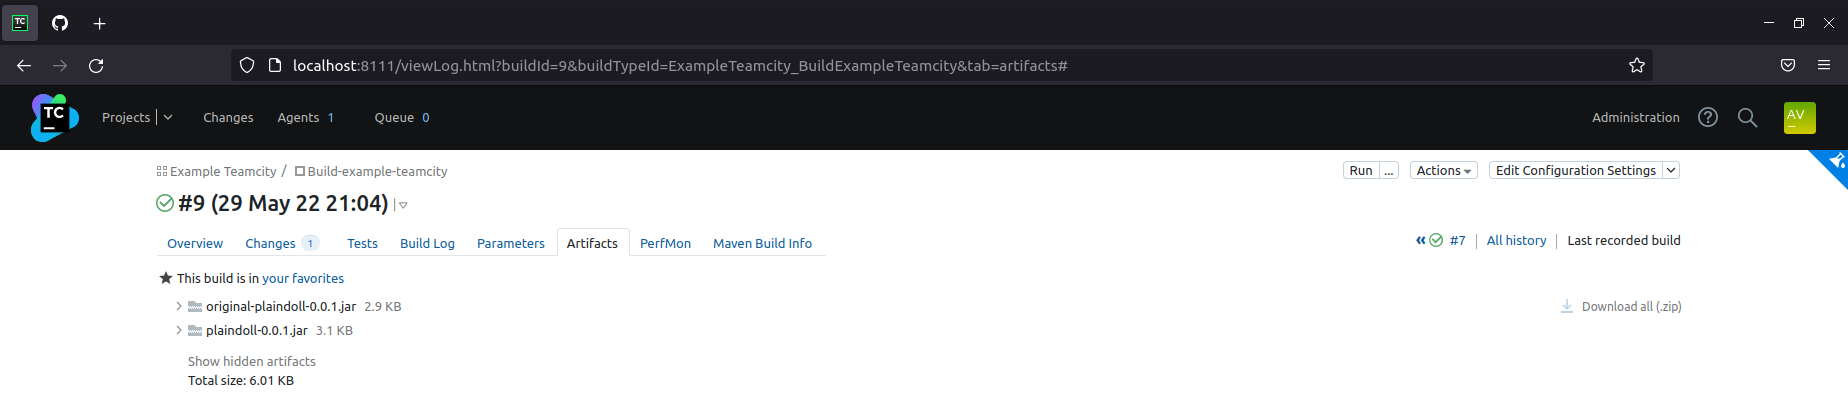 TC
localhost:8111/viewLog.html?buildId=9&buildTypeId=ExampleTeamcity_BuildExampleTeamcity&tab=artifacts#
TC Projects Changes Agents 1 Queue 0 Administration ? AV
Example Teamcity / Build-example-teamcity Run ... Actions Edit Configuration Settings
#9 (29 May 22 21:04)
Overview Changes 1 Tests Build Log Parameters Artifacts PerfMon Maven Build Info « #7 All history Last recorded build
This build is in your favorites
original-plaindoll-0.0.1.jar 2.9 KB Download all (.zip)
plaindoll-0.0.1.jar 3.1 KB
Show hidden artifacts
Total size: 6.01 KB